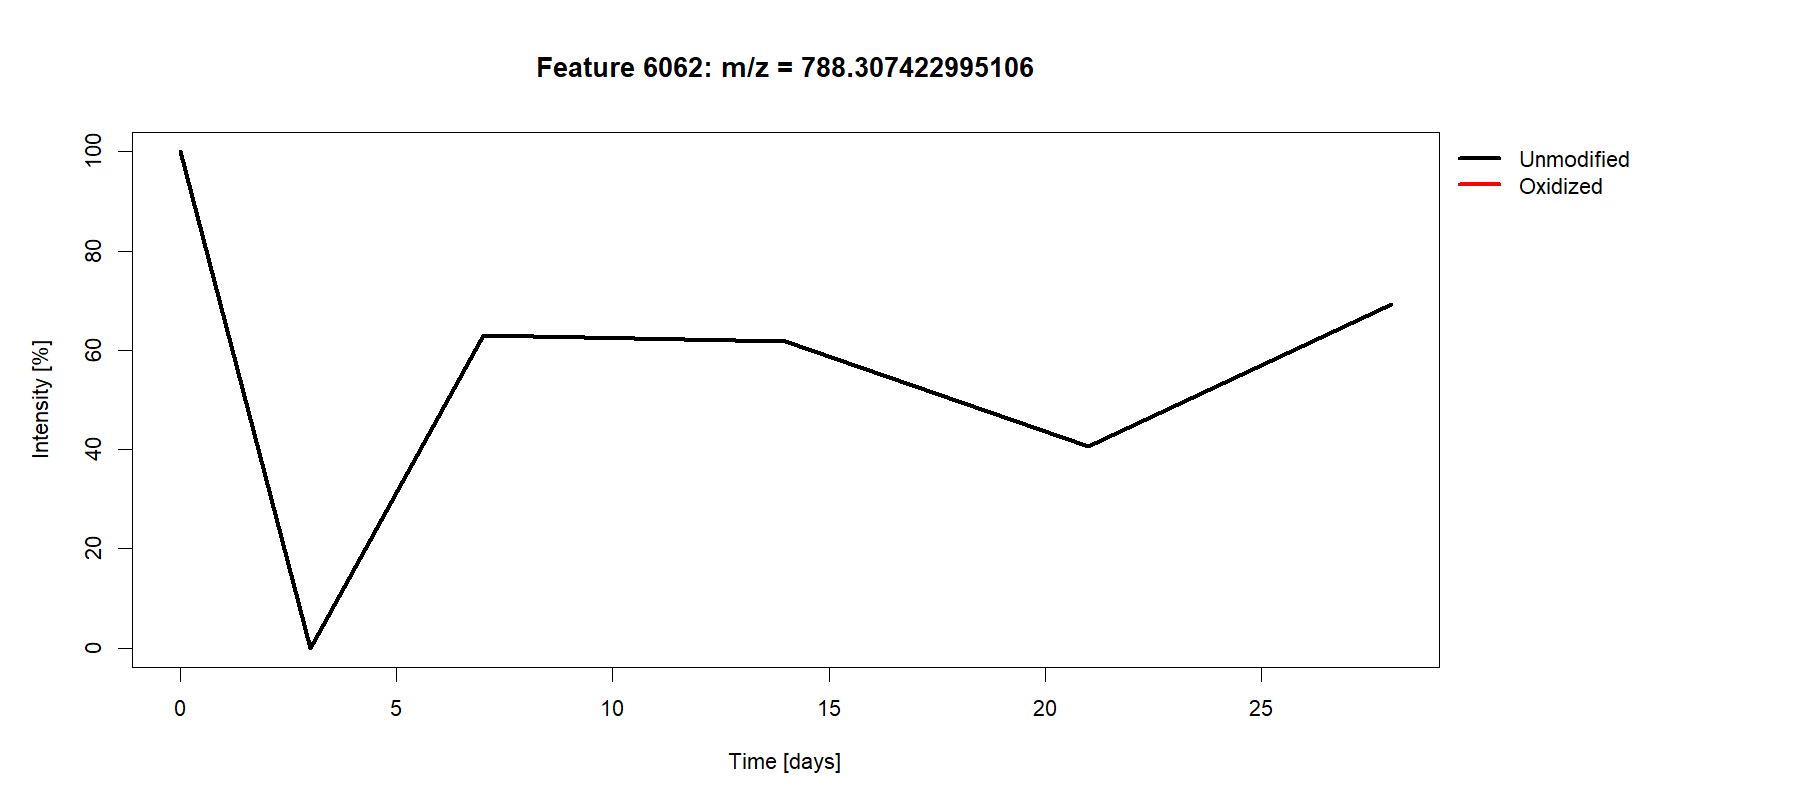 Feature 6062: m/z = 788.307422995106
Unmodified
Oxidized
Intensity [%]
100
80
60
40
20
0
0 5 10 15 20 25
Time [days]